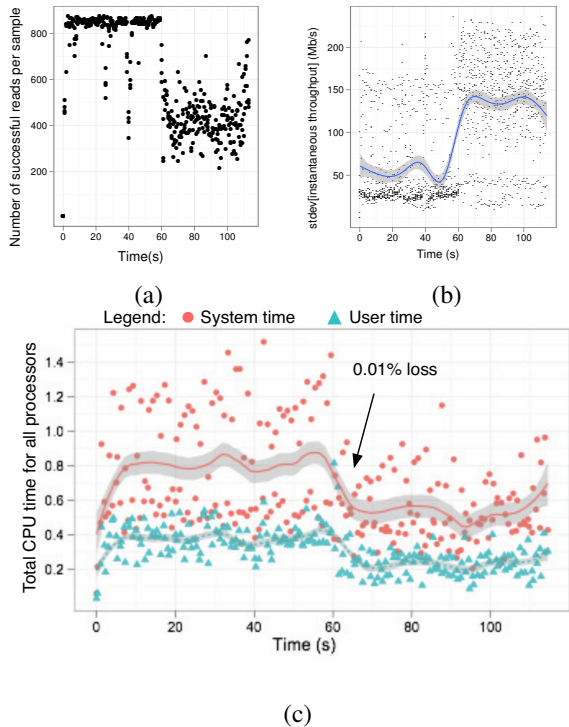 Number of successful reads per sample
800
600
400
200
0 20 40 60 80 100
Time(s)
(a)
stdev[instantaneous throughput] (Mb/s)
200
150
100
50
0
0 20 40 60 80 100
Time (s)
(b)
Legend: System time User time
Total CPU time for all processors
1.4
1.2
1.0
0.8
0.6
0.4
0.2
0.01% loss
0 20 40 60 80 100
Time (s)
(c)